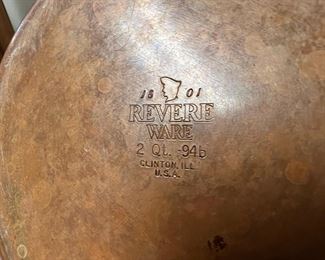 18 01
REVERE
WARE
2 Qt. -94b
CLINTON, ILL.
U.S.A.